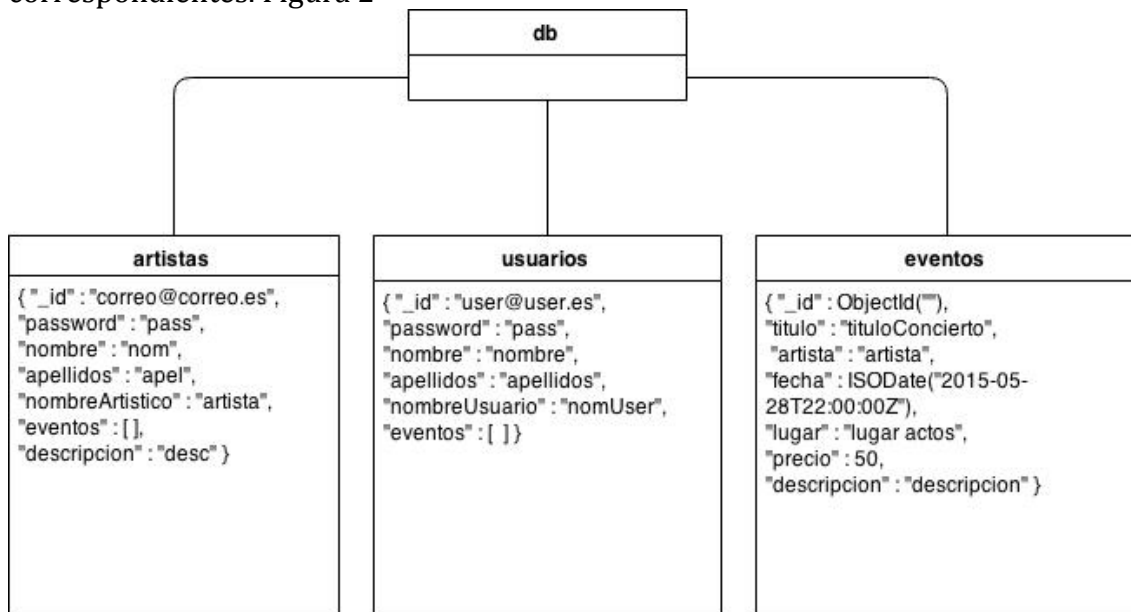 correspondientes. Figura 2
db
artistas
{ "_id" : "correo@correo.es",
"password" : "pass",
"nombre" : "nom",
"apellidos" : "apel",
"nombreArtistico" : "artista",
"eventos" : [ ],
"descripcion" : "desc" }
usuarios
{ "_id" : "user@user.es",
"password" : "pass",
"nombre" : "nombre",
"apellidos" : "apellidos",
"nombreUsuario" : "nomUser",
"eventos" : [ ] }
eventos
{ "_id" : ObjectId(""),
"titulo" : "tituloConcierto",
"artista" : "artista",
"fecha" : ISODate("2015-05-
28T22:00:00Z"),
"lugar" : "lugar actos",
"precio" : 50,
"descripcion" : "descripcion" }